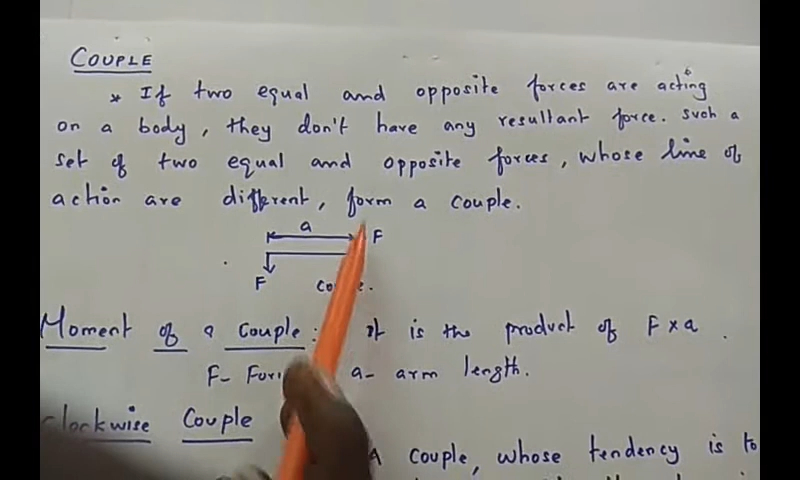 COUPLE
* If two equal and opposite forces are acting
on a body, they don't have any resultant force. Such a
set of two equal and opposite forces, whose line of
action are different, form a couple.
a
F
F
Moment of a couple: it is the product of F x a.
F- a- arm length.
Couple
A couple, whose tendency is to